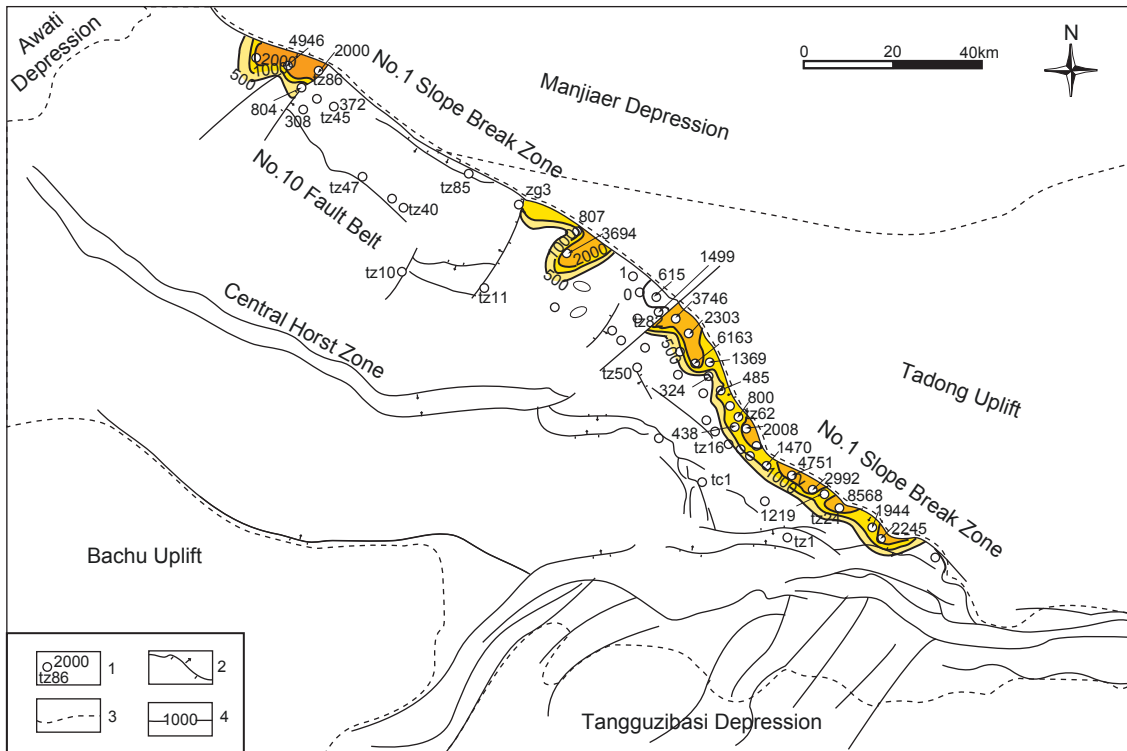 Awati
Depression
4946
2000
2000
1000
500
tz86
804
308
372
tz45
No.1 Slope Break Zone
Manjiaer Depression
0
20
40km
N
tz47
tz40
tz85
No.10 Fault Belt
zg3
807
3694
1000
2000
500
tz10
tz11
1
0
615
1499
3746
tz82
2303
6163
500
1369
tz50
324
485
800
tz62
438
2008
tz16
1470
1000
4751
2992
8568
1219
tz24
1944
2245
tc1
tz1
Central Horst Zone
Tadong Uplift
No.1 Slope Break Zone
Bachu Uplift
Tangguzibasi Depression
2000
tz86
1
2
3
1000
4